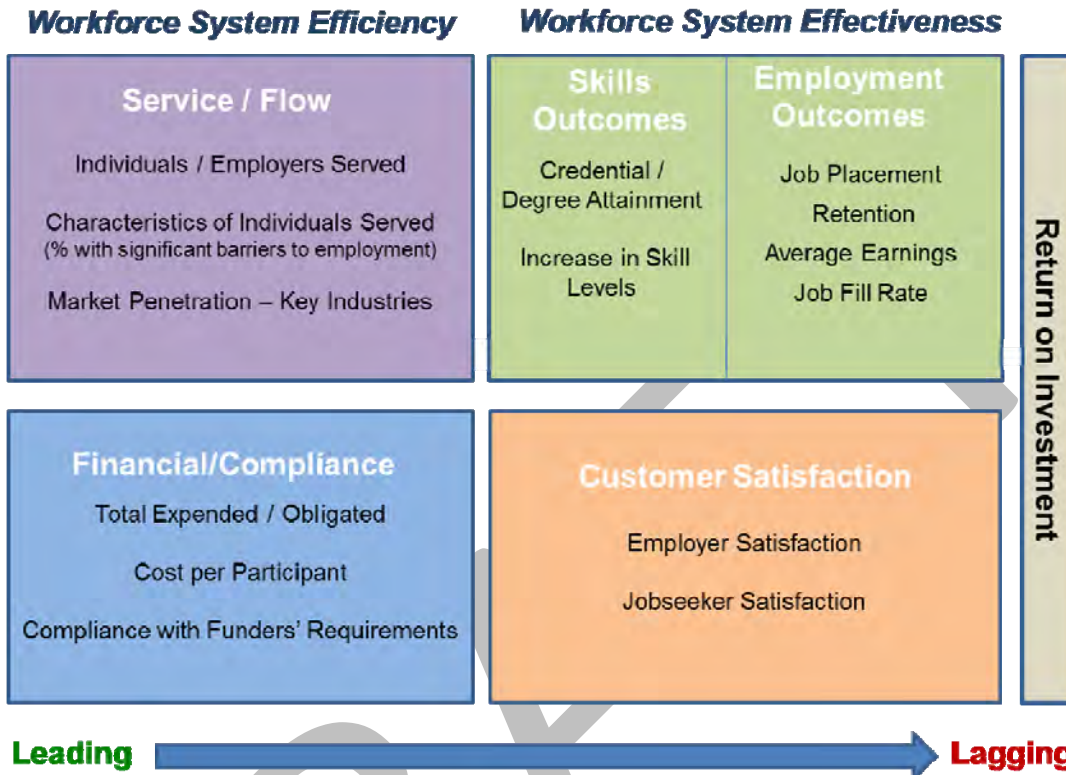 Workforce System Efficiency
Workforce System Effectiveness
Service / Flow
Individuals / Employers Served
Characteristics of Individuals Served
(% with significant barriers to employment)
Market Penetration – Key Industries
Skills
Outcomes
Credential /
Degree Attainment
Increase in Skill
Levels
Employment
Outcomes
Job Placement
Retention
Average Earnings
Job Fill Rate
Return on Investment
Financial/Compliance
Total Expended / Obligated
Cost per Participant
Compliance with Funders' Requirements
Customer Satisfaction
Employer Satisfaction
Jobseeker Satisfaction
Leading
Lagging